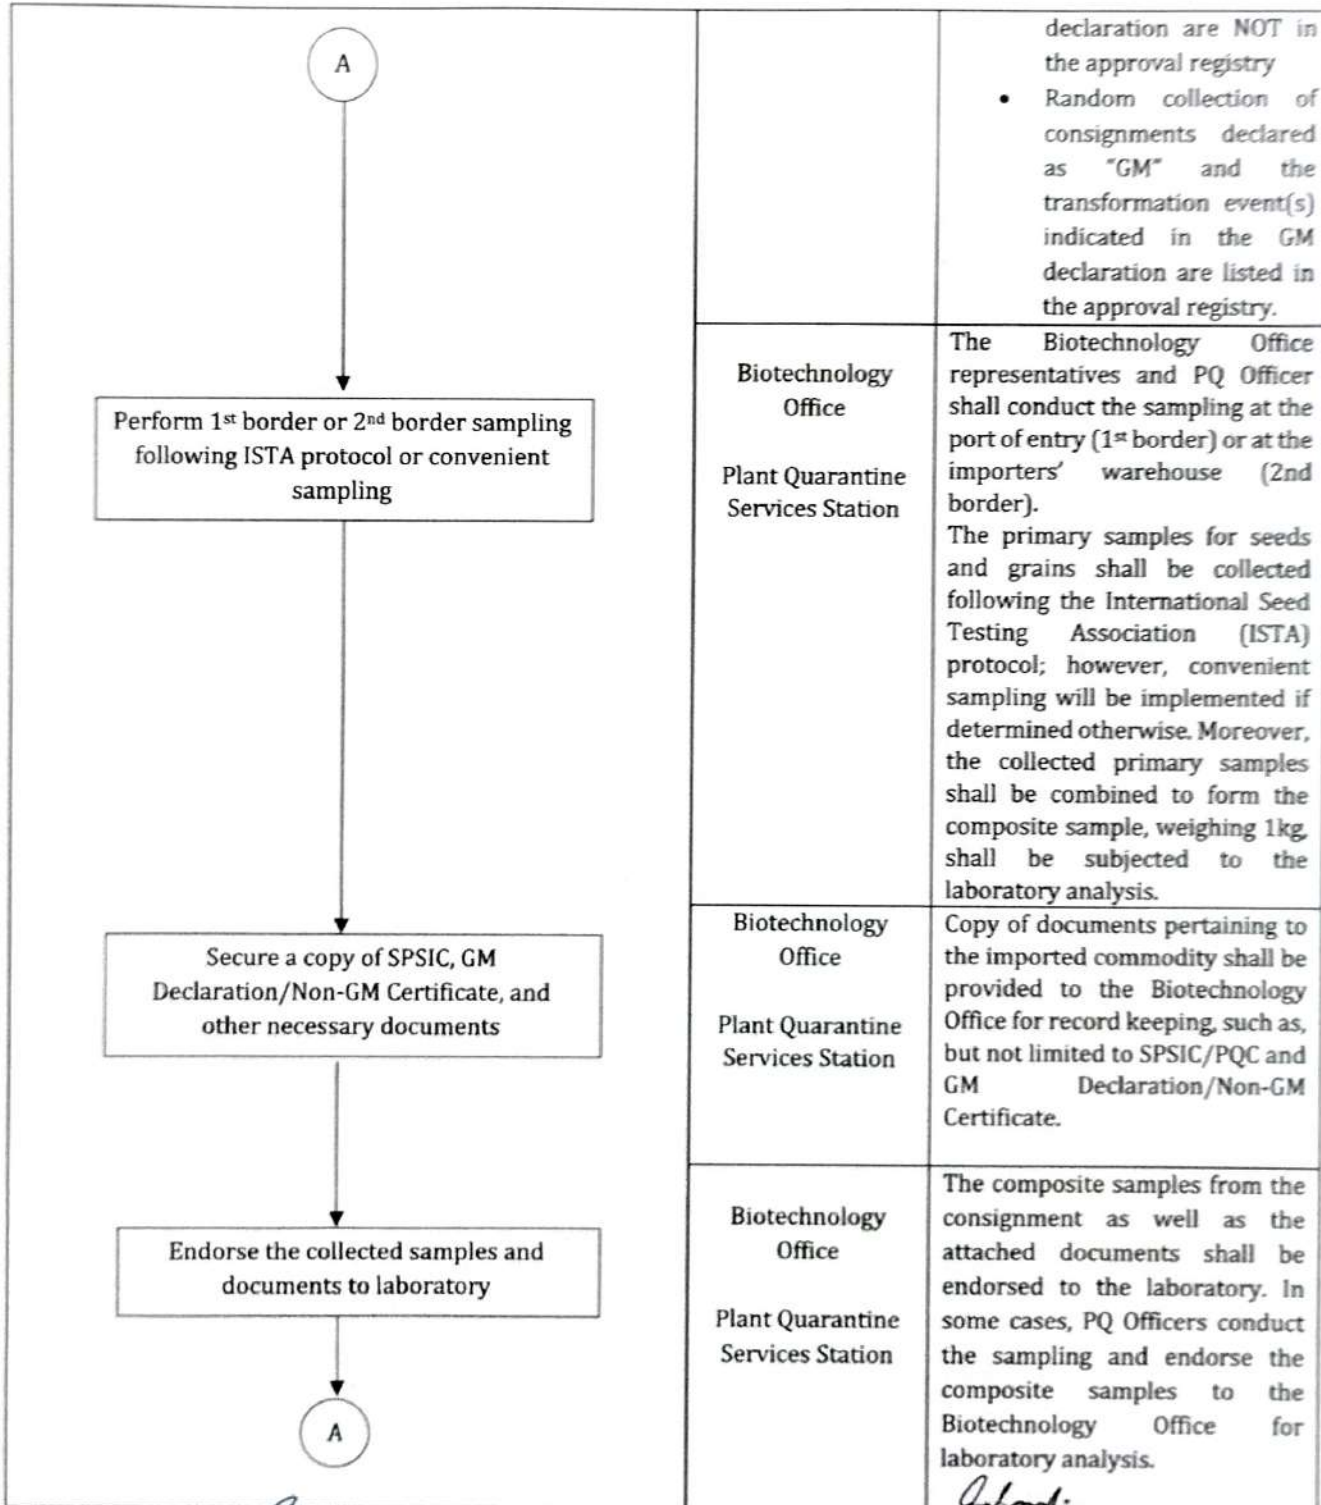 A
declaration are NOT in
the approval registry
• Random collection of
consignments declared
as "GM" and the
transformation event(s)
indicated in the GM
declaration are listed in
the approval registry.
Perform 1st border or 2nd border sampling
following ISTA protocol or convenient
sampling
Biotechnology
Office
Plant Quarantine
Services Station
The Biotechnology Office
representatives and PQ Officer
shall conduct the sampling at the
port of entry (1st border) or at the
importers' warehouse (2nd
border).
The primary samples for seeds
and grains shall be collected
following the International Seed
Testing Association (ISTA)
protocol; however, convenient
sampling will be implemented if
determined otherwise. Moreover,
the collected primary samples
shall be combined to form the
composite sample, weighing 1kg,
shall be subjected to the
laboratory analysis.
Secure a copy of SPSIC, GM
Declaration/Non-GM Certificate, and
other necessary documents
Biotechnology
Office
Plant Quarantine
Services Station
Copy of documents pertaining to
the imported commodity shall be
provided to the Biotechnology
Office for record keeping, such as,
but not limited to SPSIC/PQC and
GM Declaration/Non-GM
Certificate.
Endorse the collected samples and
documents to laboratory
A
Biotechnology
Office
Plant Quarantine
Services Station
The composite samples from the
consignment as well as the
attached documents shall be
endorsed to the laboratory. In
some cases, PQ Officers conduct
the sampling and endorse the
composite samples to the
Biotechnology Office for
laboratory analysis.